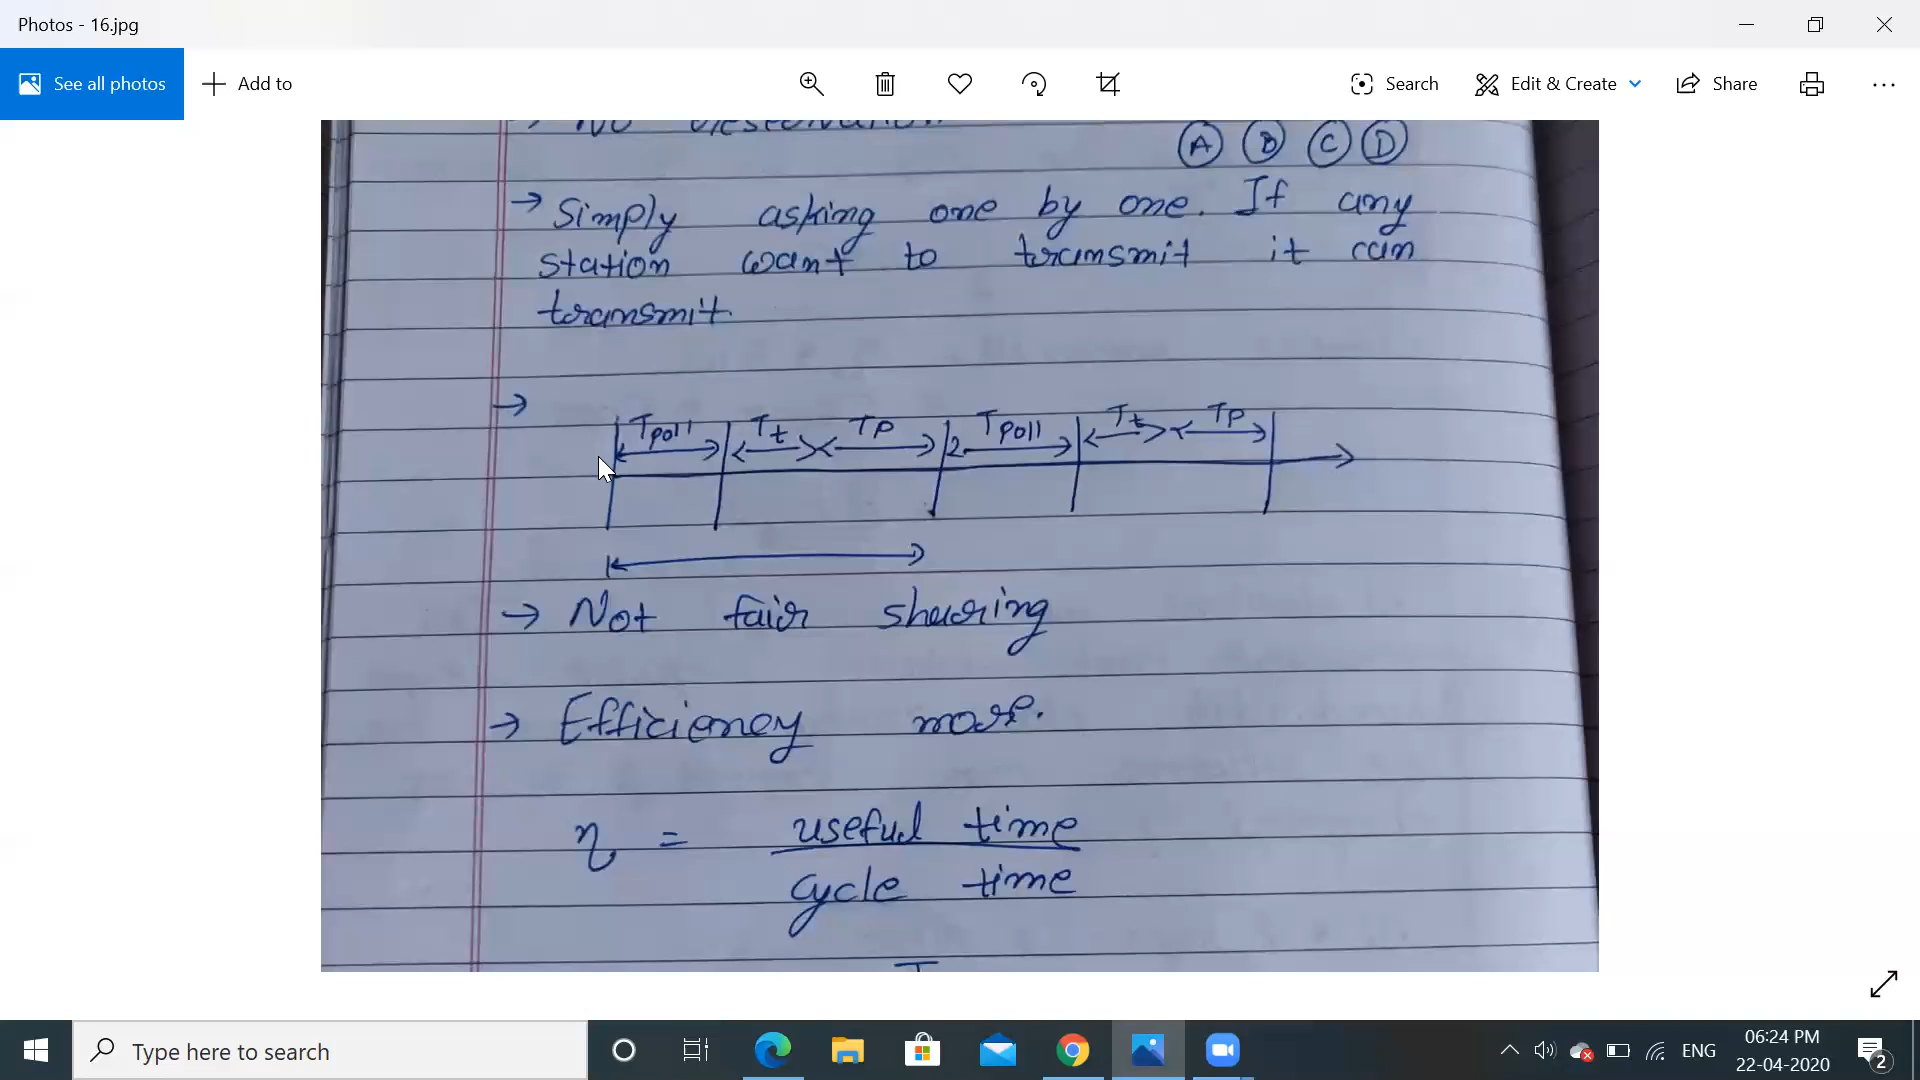 Photos - 16.jpg
See all photos
Add to
Search
Edit & Create
Share
A B C D
→ Simply asking one by one. If any
station want to transmit it can
transmit.
→
Tpoll Tt Tp Tpoll Tt Tp
→ Not fair shearing
→ Efficiency more.
η = useful time
cycle time
Type here to search
ENG
06:24 PM
22-04-2020
2